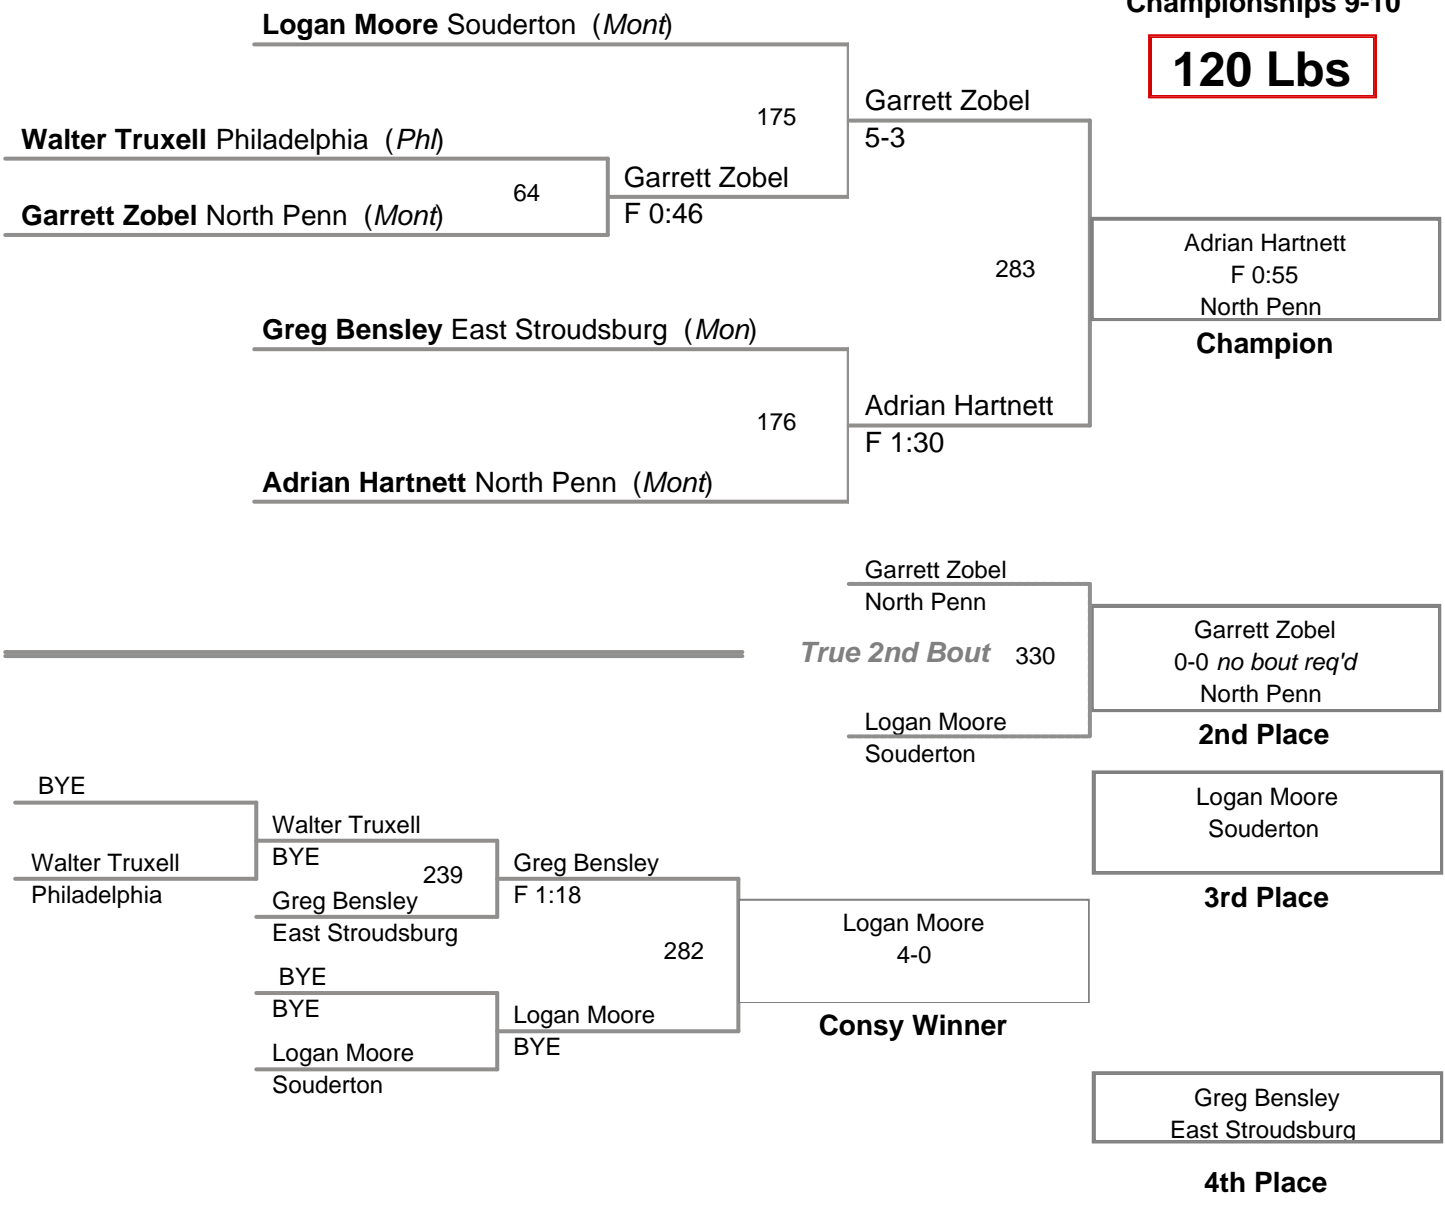 Championships 9-10
120 Lbs
Logan Moore Souderton (Mont)
175
Garrett Zobel
5-3
Walter Truxell Philadelphia (Phl)
64
Garrett Zobel
F 0:46
Garrett Zobel North Penn (Mont)
283
Adrian Hartnett
F 0:55
North Penn
Champion
Greg Bensley East Stroudsburg (Mon)
176
Adrian Hartnett
F 1:30
Adrian Hartnett North Penn (Mont)
Garrett Zobel
North Penn
True 2nd Bout 330
Garrett Zobel
0-0 no bout req'd
North Penn
2nd Place
Logan Moore
Souderton
BYE
Walter Truxell
Philadelphia
Walter Truxell
BYE
239
Greg Bensley
East Stroudsburg
Greg Bensley
F 1:18
BYE
BYE
Logan Moore
Souderton
282
Logan Moore
BYE
Logan Moore
4-0
Consy Winner
Logan Moore
Souderton
3rd Place
Greg Bensley
East Stroudsburg
4th Place